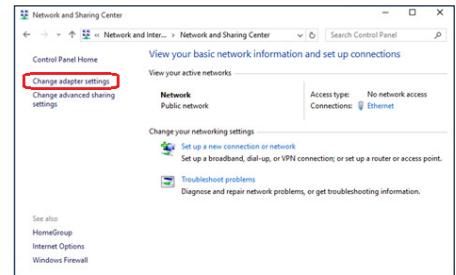 Network and Sharing Center
« Network and Inter... › Network and Sharing Center
Search Control Panel
Control Panel Home
Change adapter settings
Change advanced sharing
settings
View your basic network information and set up connections
View your active networks
Network
Public network
Access type: No network access
Connections: Ethernet
Change your networking settings
Set up a new connection or network
Set up a broadband, dial-up, or VPN connection; or set up a router or access point.
Troubleshoot problems
Diagnose and repair network problems, or get troubleshooting information.
See also
HomeGroup
Internet Options
Windows Firewall